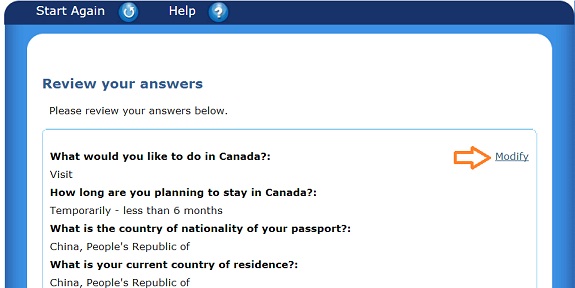 Start Again Help
Review your answers
Please review your answers below.
What would you like to do in Canada?: Modify
Visit
How long are you planning to stay in Canada?:
Temporarily - less than 6 months
What is the country of nationality of your passport?:
China, People's Republic of
What is your current country of residence?:
China, People's Republic of